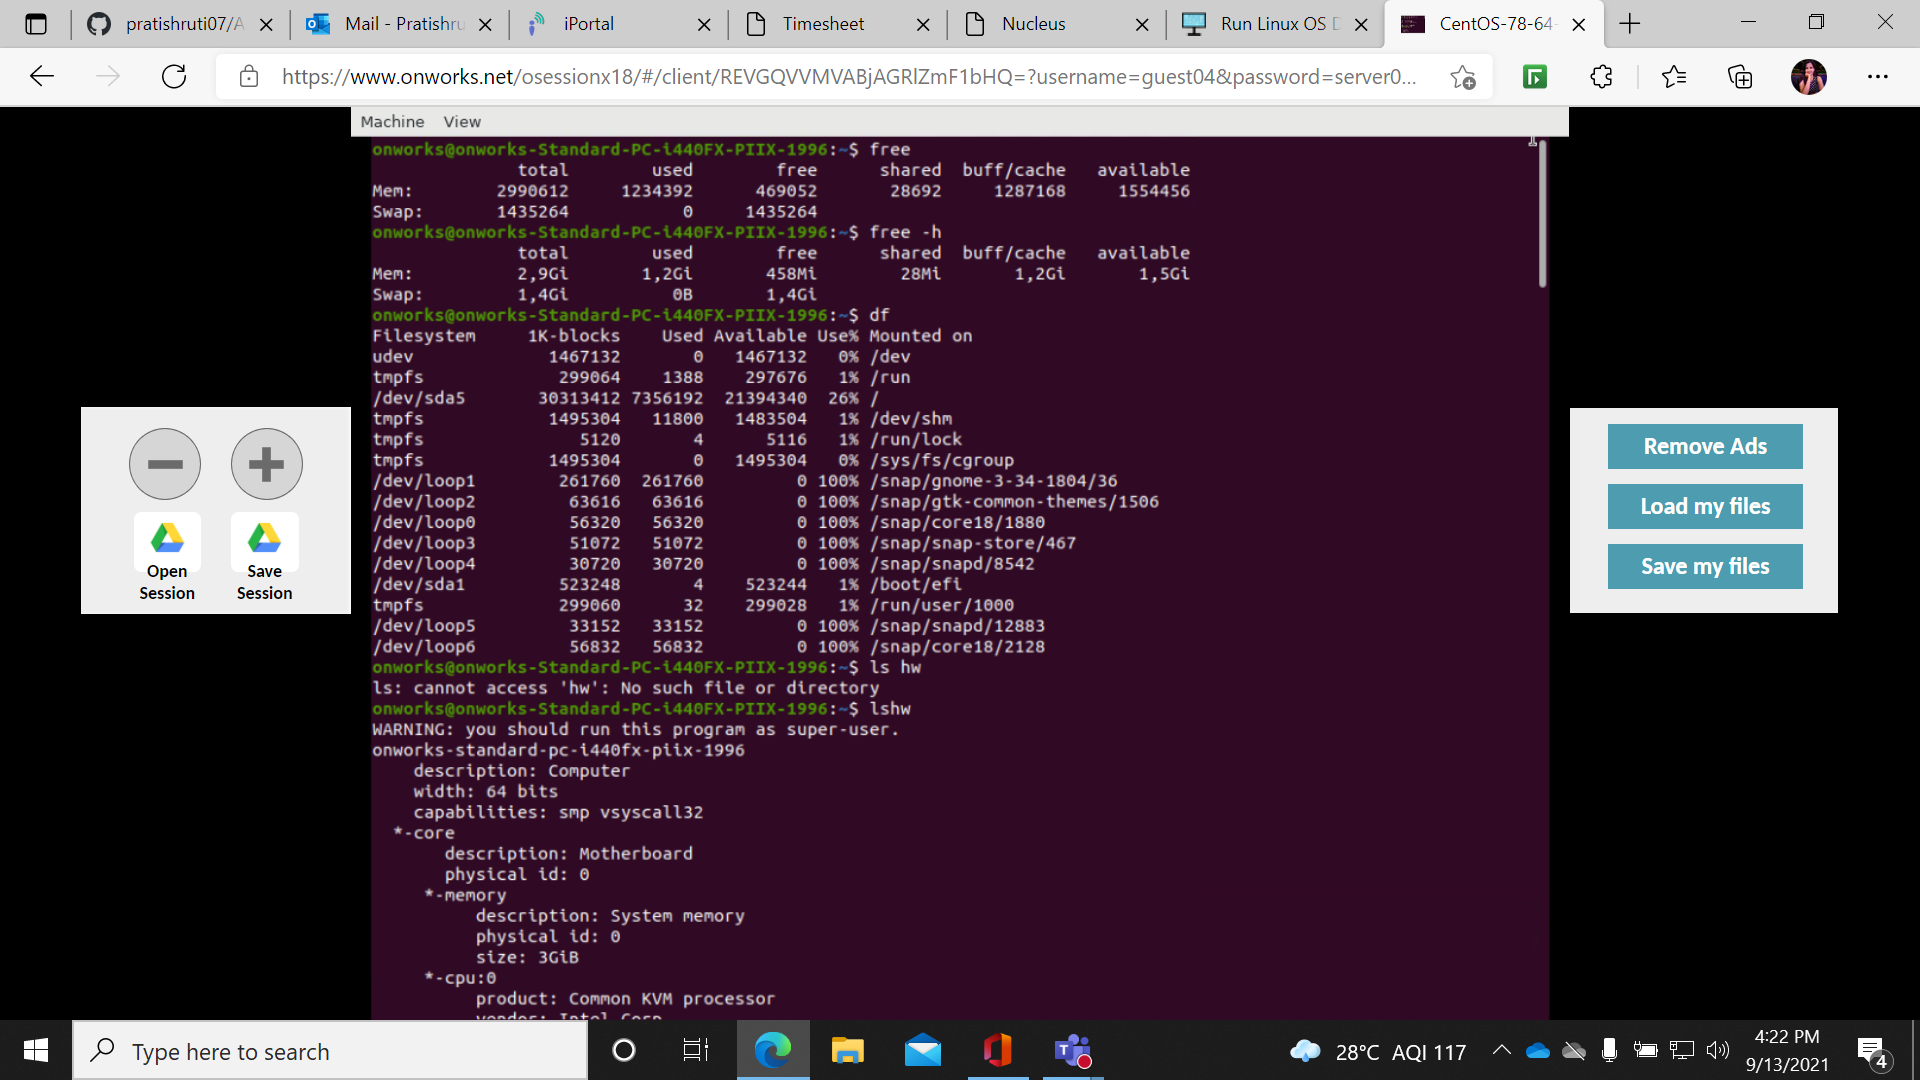 pratishruti07/A
Mail - Pratishru
iPortal
Timesheet
Nucleus
Run Linux OS D
CentOS-78-64-
https://www.onworks.net/osessionx18/#/client/REVGQVVMVABjAGRlZmF1bHQ=?username=guest04&password=server0...
Machine View
onworks@onworks-Standard-PC-i440FX-PIIX-1996:~$ free
total used free shared buff/cache available
Mem: 2990612 1234392 469052 28692 1287168 1554456
Swap: 1435264 0 1435264
onworks@onworks-Standard-PC-i440FX-PIIX-1996:~$ free -h
total used free shared buff/cache available
Mem: 2,9Gi 1,2Gi 458Mi 28Mi 1,2Gi 1,5Gi
Swap: 1,4Gi 0B 1,4Gi
onworks@onworks-Standard-PC-i440FX-PIIX-1996:~$ df
Filesystem 1K-blocks Used Available Use% Mounted on
udev 1467132 0 1467132 0% /dev
tmpfs 299064 1388 297676 1% /run
/dev/sda5 30313412 7356192 21394340 26% /
tmpfs 1495304 11800 1483504 1% /dev/shm
tmpfs 5120 4 5116 1% /run/lock
tmpfs 1495304 0 1495304 0% /sys/fs/cgroup
/dev/loop1 261760 261760 0 100% /snap/gnome-3-34-1804/36
/dev/loop2 63616 63616 0 100% /snap/gtk-common-themes/1506
/dev/loop0 56320 56320 0 100% /snap/core18/1880
/dev/loop3 51072 51072 0 100% /snap/snap-store/467
/dev/loop4 30720 30720 0 100% /snap/snapd/8542
/dev/sda1 523248 4 523244 1% /boot/efi
tmpfs 299060 32 299028 1% /run/user/1000
/dev/loop5 33152 33152 0 100% /snap/snapd/12883
/dev/loop6 56832 56832 0 100% /snap/core18/2128
onworks@onworks-Standard-PC-i440FX-PIIX-1996:~$ ls hw
ls: cannot access 'hw': No such file or directory
onworks@onworks-Standard-PC-i440FX-PIIX-1996:~$ lshw
WARNING: you should run this program as super-user.
onworks-standard-pc-i440fx-piix-1996
description: Computer
width: 64 bits
capabilities: smp vsyscall32
*-core
description: Motherboard
physical id: 0
*-memory
description: System memory
physical id: 0
size: 3GiB
*-cpu:0
product: Common KVM processor
vendor: Intel Corp.
Open Session
Save Session
Remove Ads
Load my files
Save my files
Type here to search
28°C AQI 117
4:22 PM
9/13/2021
4